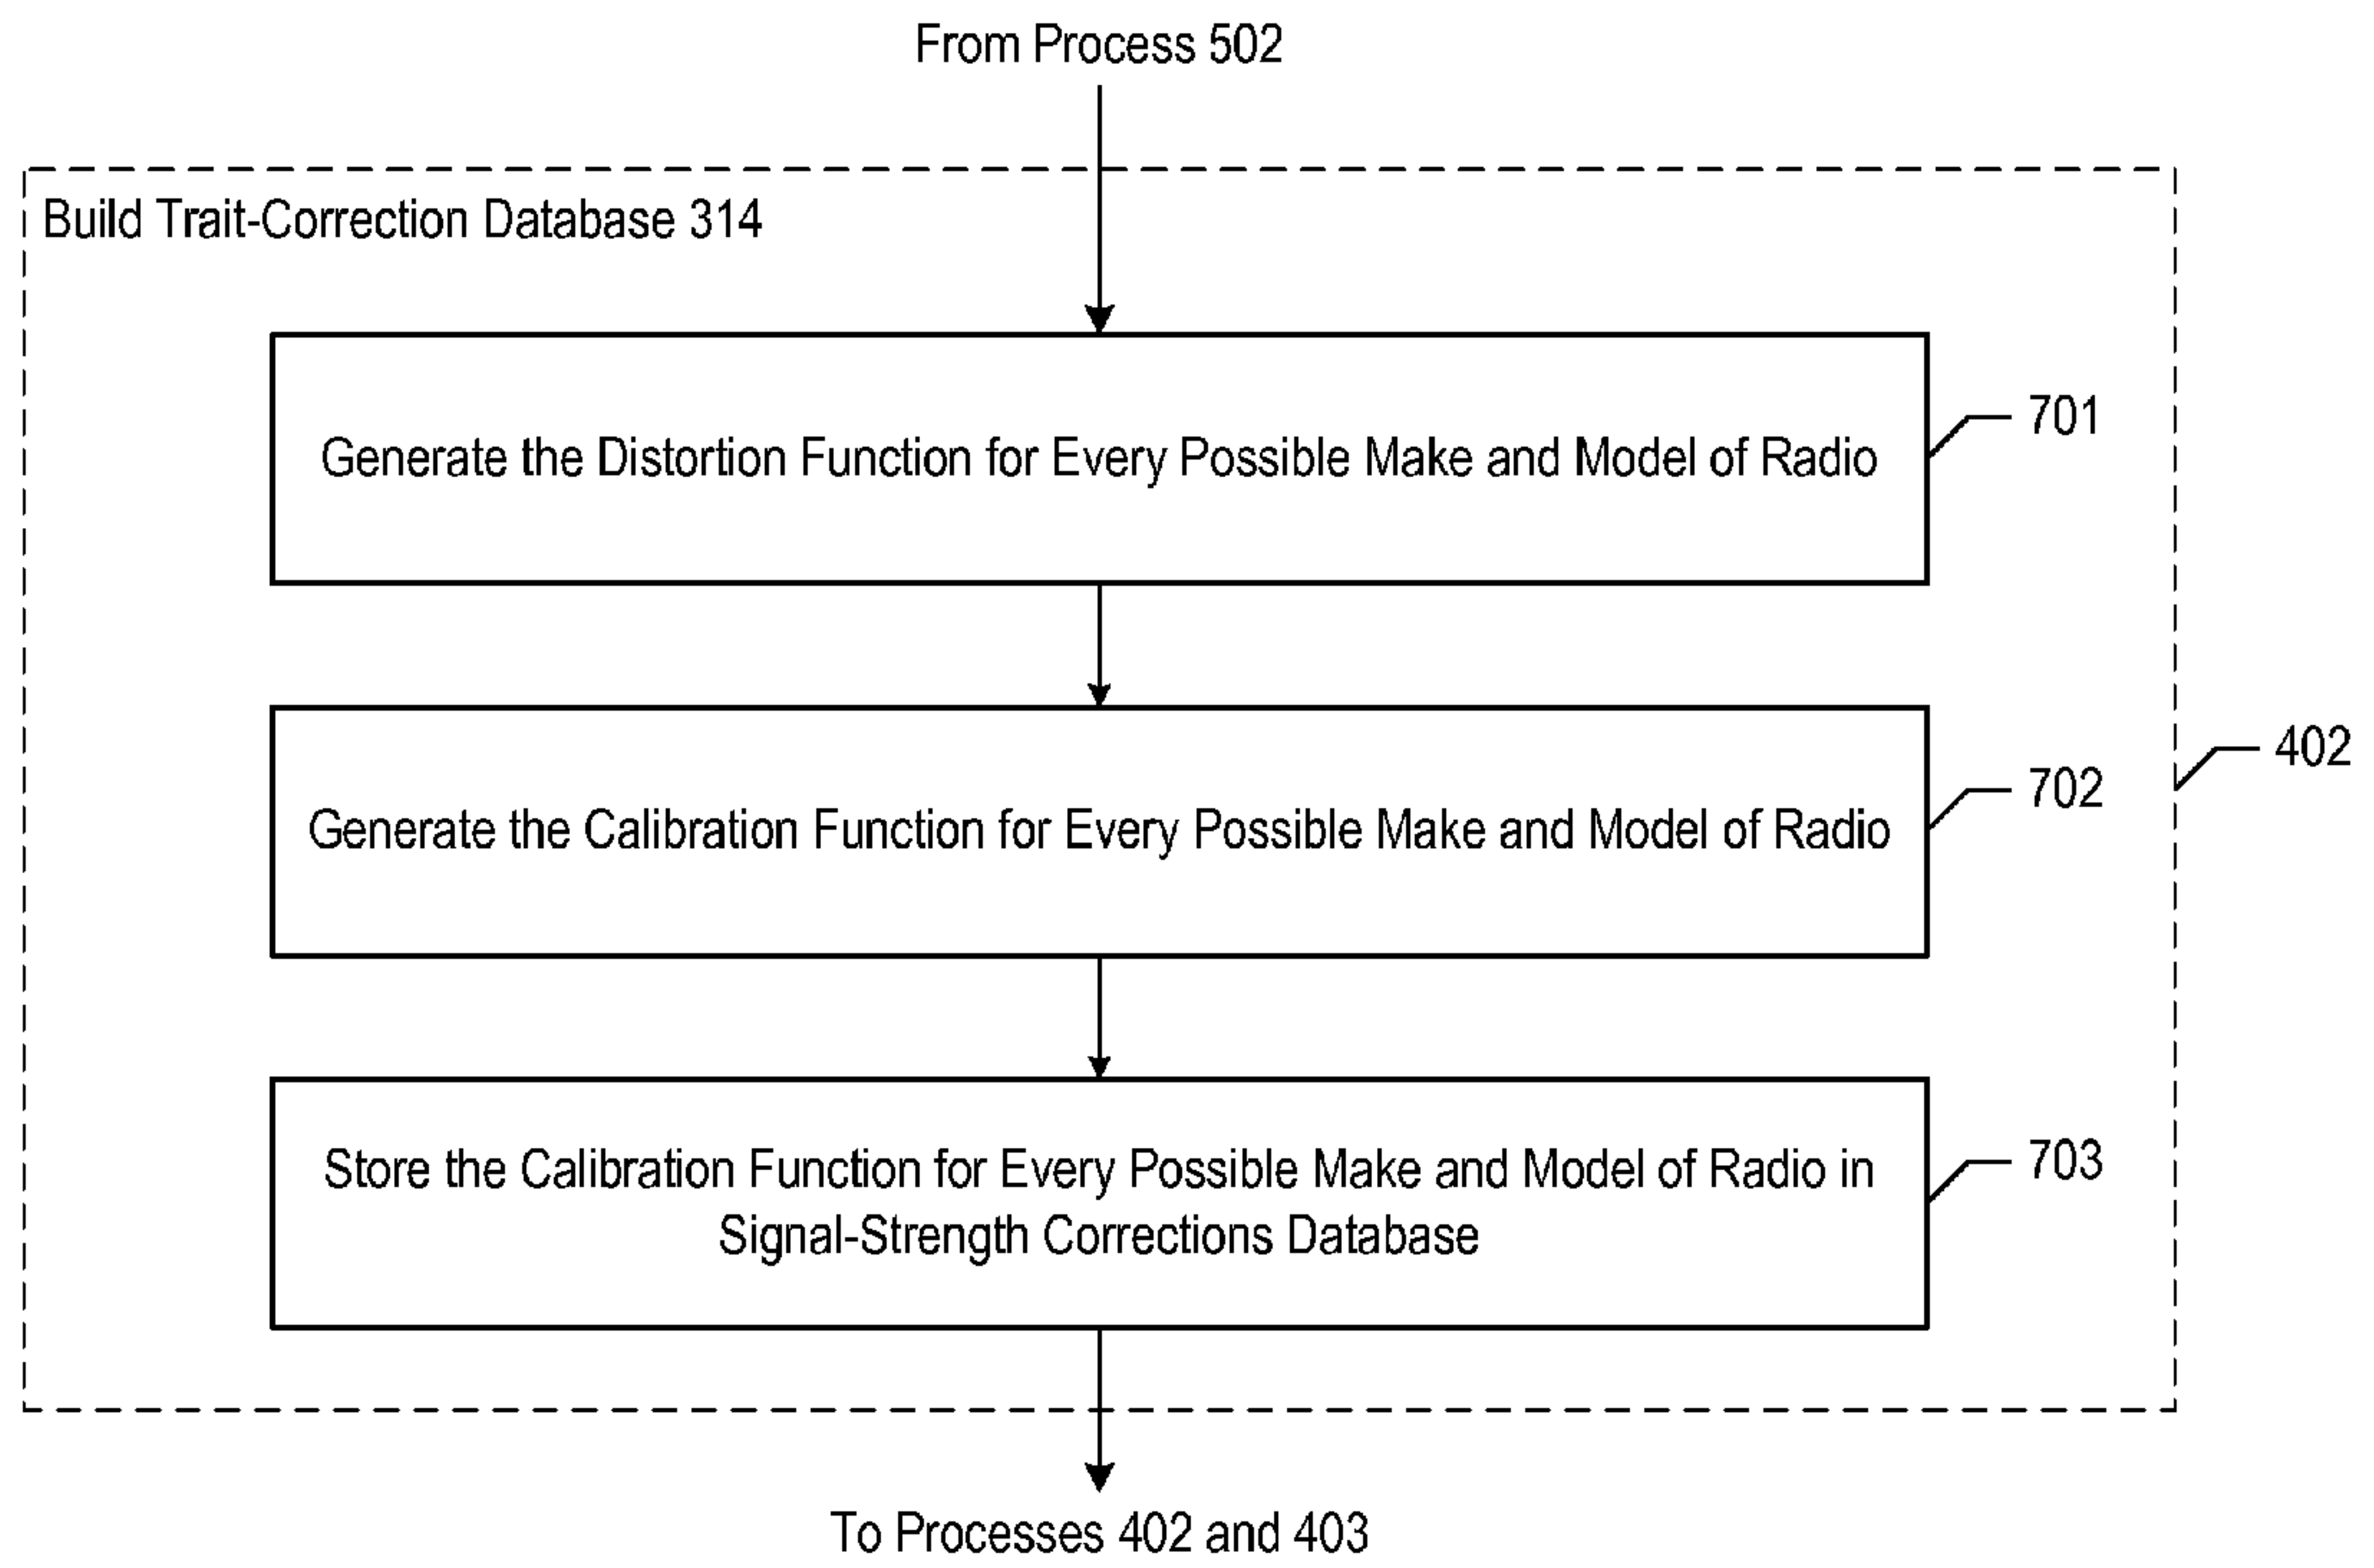 From Process 502
Build Trait-Correction Database 314
Generate the Distortion Function for Every Possible Make and Model of Radio
701
Generate the Calibration Function for Every Possible Make and Model of Radio
702
402
Store the Calibration Function for Every Possible Make and Model of Radio in
Signal-Strength Corrections Database
703
To Processes 402 and 403